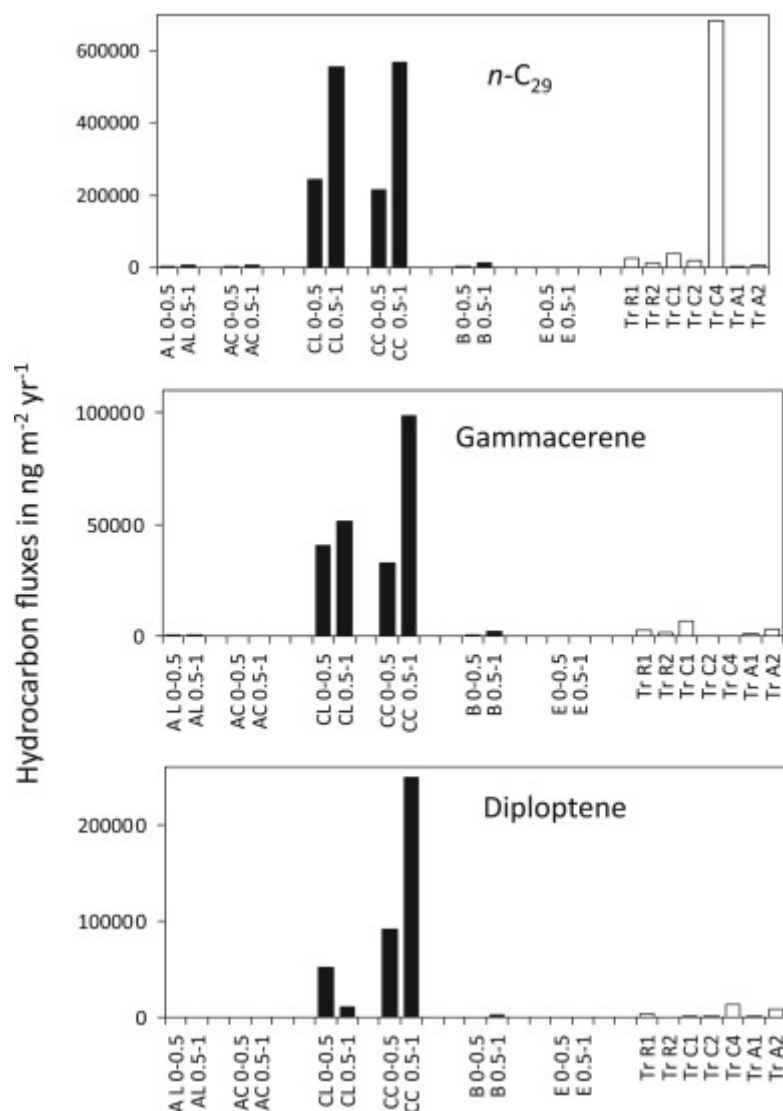 Hydrocarbon fluxes in ng m⁻² yr⁻¹
n-C₂₉
600000
400000
200000
0
A L 0-0.5
AL 0.5-1
AC 0-0.5
AC 0.5-1
CL 0-0.5
CL 0.5-1
CC 0-0.5
CC 0.5-1
B 0-0.5
B 0.5-1
E 0-0.5
E 0.5-1
Tr R1
Tr R2
Tr C1
Tr C2
Tr C4
Tr A1
Tr A2
Gammacerene
100000
50000
0
A L 0-0.5
AL 0.5-1
AC 0-0.5
AC 0.5-1
CL 0-0.5
CL 0.5-1
CC 0-0.5
CC 0.5-1
B 0-0.5
B 0.5-1
E 0-0.5
E 0.5-1
Tr R1
Tr R2
Tr C1
Tr C2
Tr C4
Tr A1
Tr A2
Diploptene
200000
100000
0
A L 0-0.5
AL 0.5-1
AC 0-0.5
AC 0.5-1
CL 0-0.5
CL 0.5-1
CC 0-0.5
CC 0.5-1
B 0-0.5
B 0.5-1
E 0-0.5
E 0.5-1
Tr R1
Tr R2
Tr C1
Tr C2
Tr C4
Tr A1
Tr A2